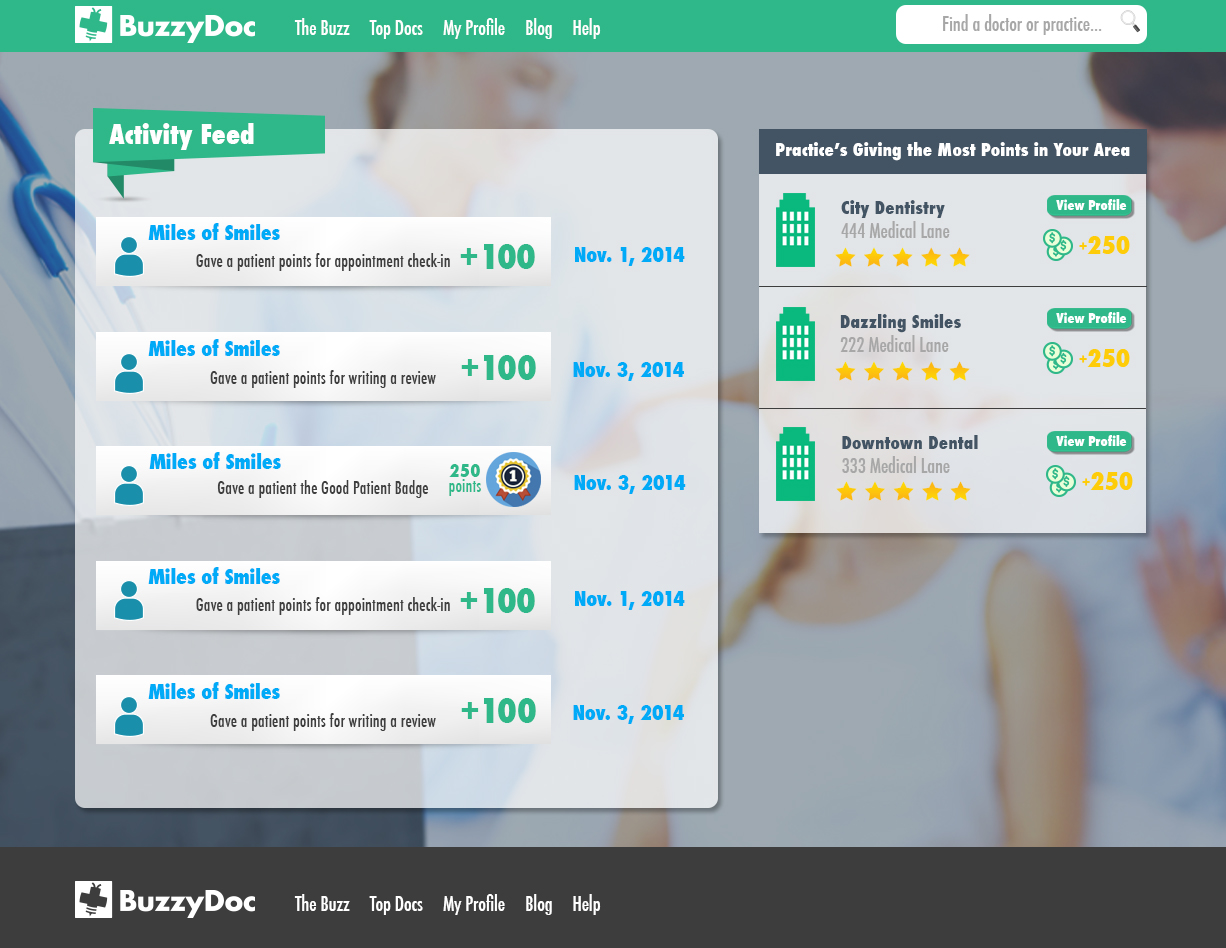 BuzzyDoc
The Buzz Top Docs My Profile Blog Help
Find a doctor or practice...
Activity Feed
Miles of Smiles
Gave a patient points for appointment check-in +100
Nov. 1, 2014
Miles of Smiles
Gave a patient points for writing a review +100
Nov. 3, 2014
Miles of Smiles
Gave a patient the Good Patient Badge
250
points
1
Nov. 3, 2014
Miles of Smiles
Gave a patient points for appointment check-in +100
Nov. 1, 2014
Miles of Smiles
Gave a patient points for writing a review +100
Nov. 3, 2014
Practice's Giving the Most Points in Your Area
City Dentistry
444 Medical Lane
View Profile
$ $ $ +250
Dazzling Smiles
222 Medical Lane
View Profile
$ $ $ +250
Downtown Dental
333 Medical Lane
View Profile
$ $ $ +250
BuzzyDoc
The Buzz Top Docs My Profile Blog Help